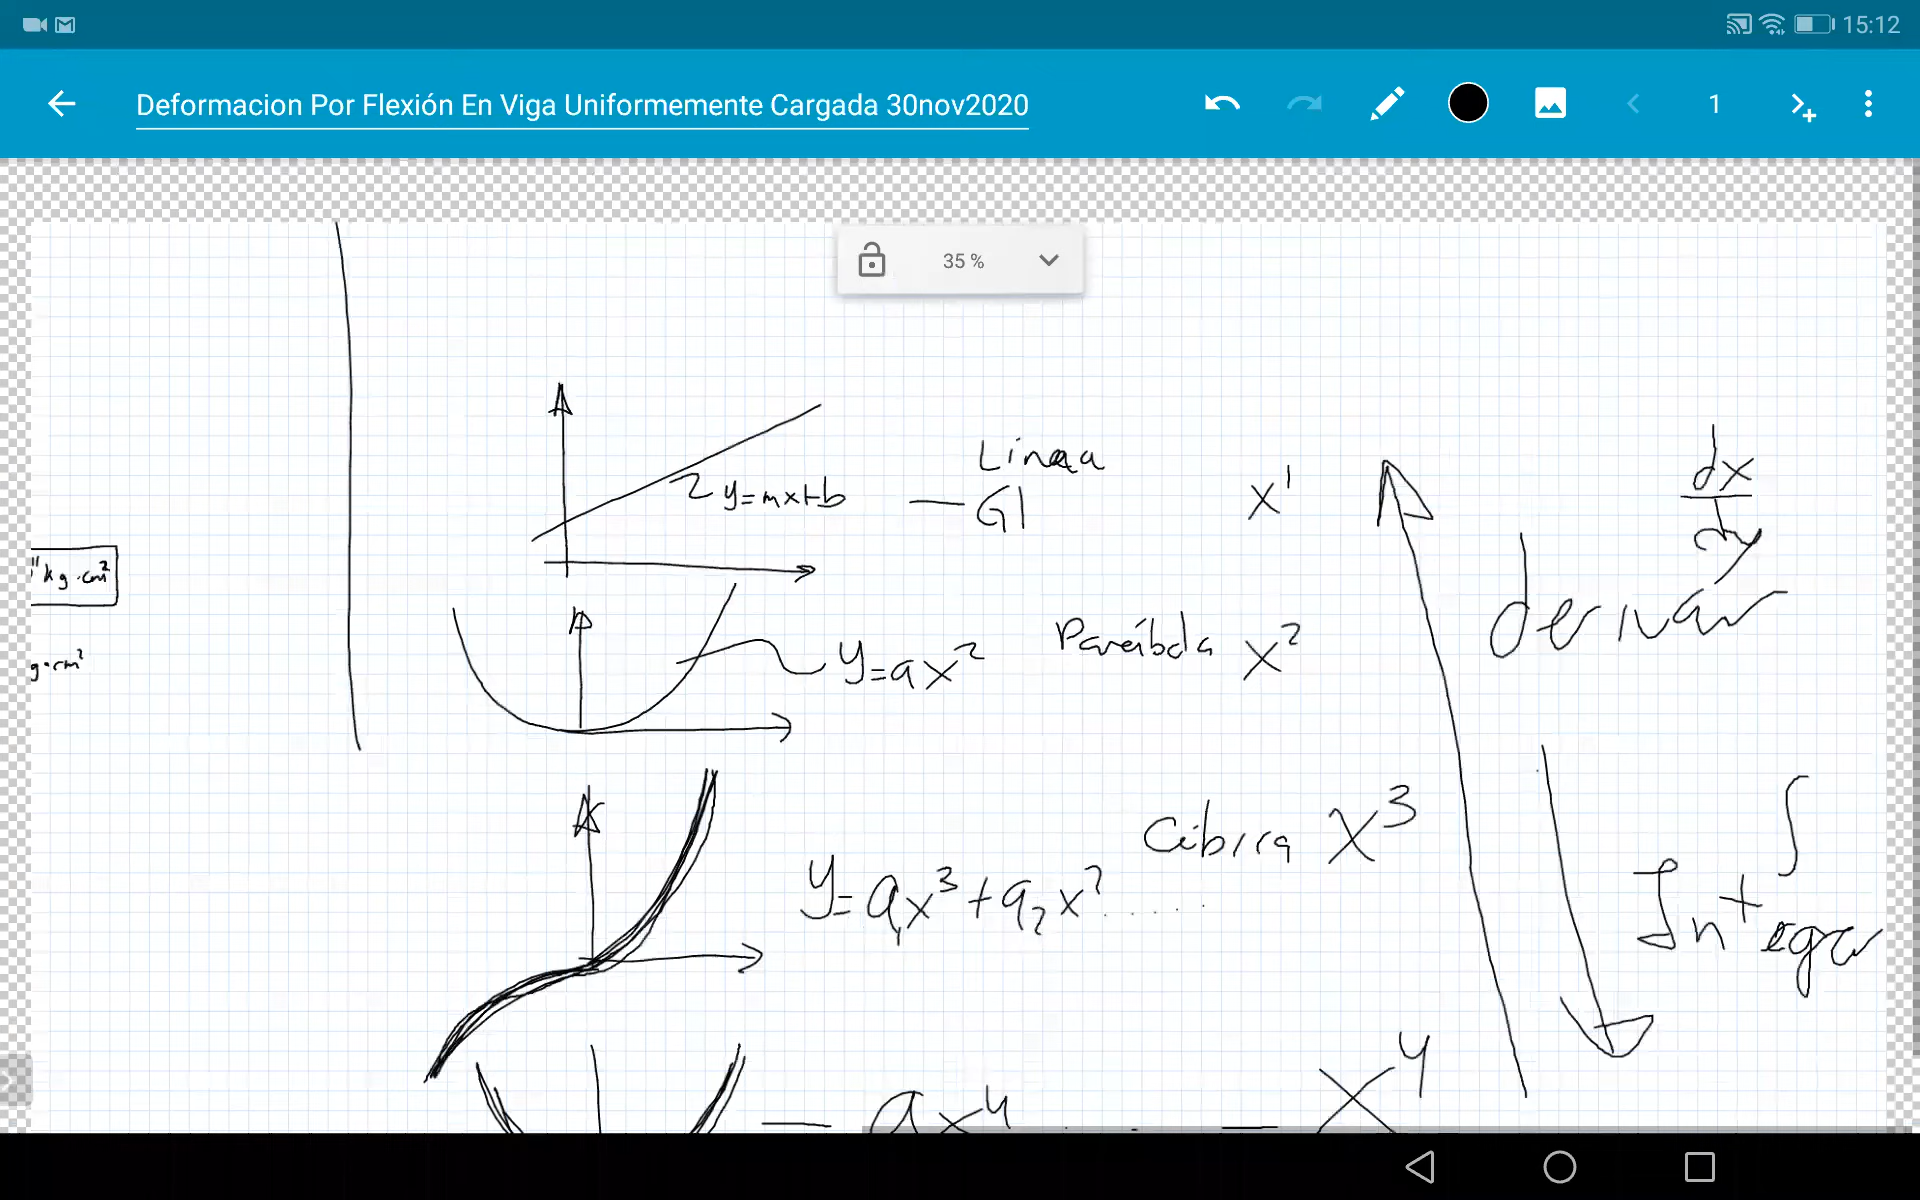 15:12
Deformacion Por Flexión En Viga Uniformemente Cargada 30nov2020
1
35 %
Linea
y=mx+b — G1 x¹
dx
dy
derivar
kg·cm²
g·cm²
y=ax² Parábola x²
Cúbica x³
y=a₁x³+a₂x².....
∫
Integrar
— ax⁴ — x⁴